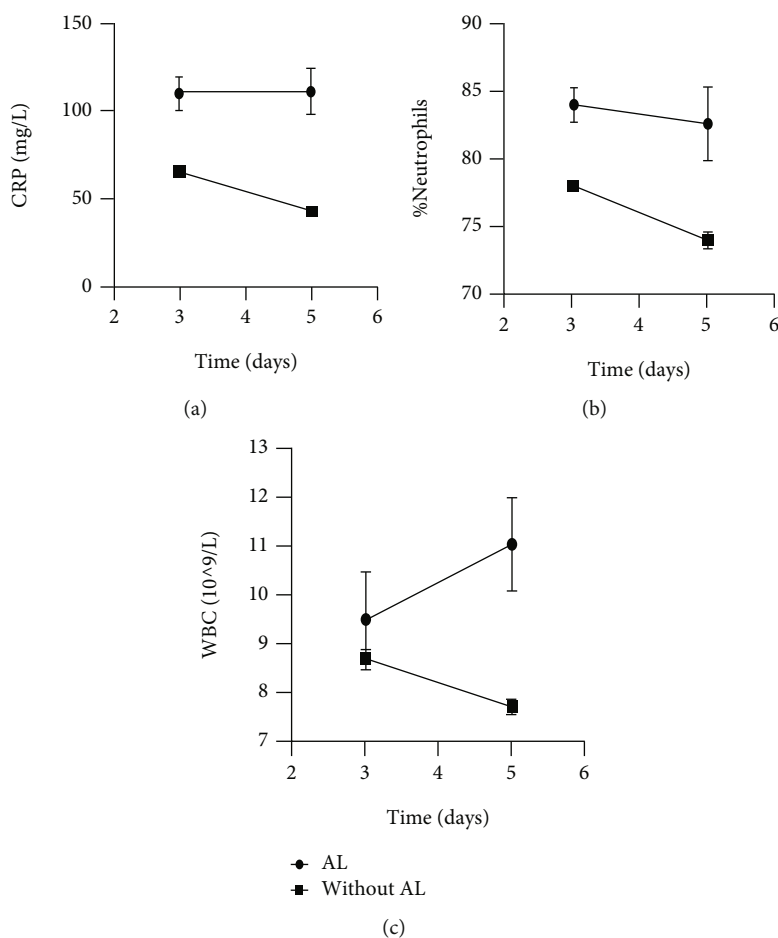 150
100
50
0
CRP (mg/L)
2 3 4 5 6
Time (days)
(a)
90
85
80
75
70
%Neutrophils
2 3 4 5 6
Time (days)
(b)
13
12
11
10
9
8
7
WBC (10^9/L)
2 3 4 5 6
Time (days)
AL
Without AL
(c)